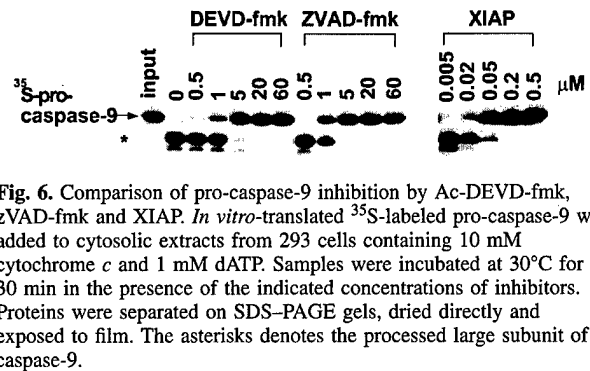 DEVD-fmk ZVAD-fmk XIAP
input 0 0.5 1 5 20 60 0.5 1 5 20 60 0.005 0.02 0.05 0.2 0.5 μM
35S-pro-
caspase-9
*
Fig. 6. Comparison of pro-caspase-9 inhibition by Ac-DEVD-fmk,
zVAD-fmk and XIAP. In vitro-translated 35S-labeled pro-caspase-9 w
added to cytosolic extracts from 293 cells containing 10 mM
cytochrome c and 1 mM dATP. Samples were incubated at 30°C for
30 min in the presence of the indicated concentrations of inhibitors.
Proteins were separated on SDS–PAGE gels, dried directly and
exposed to film. The asterisks denotes the processed large subunit of
caspase-9.